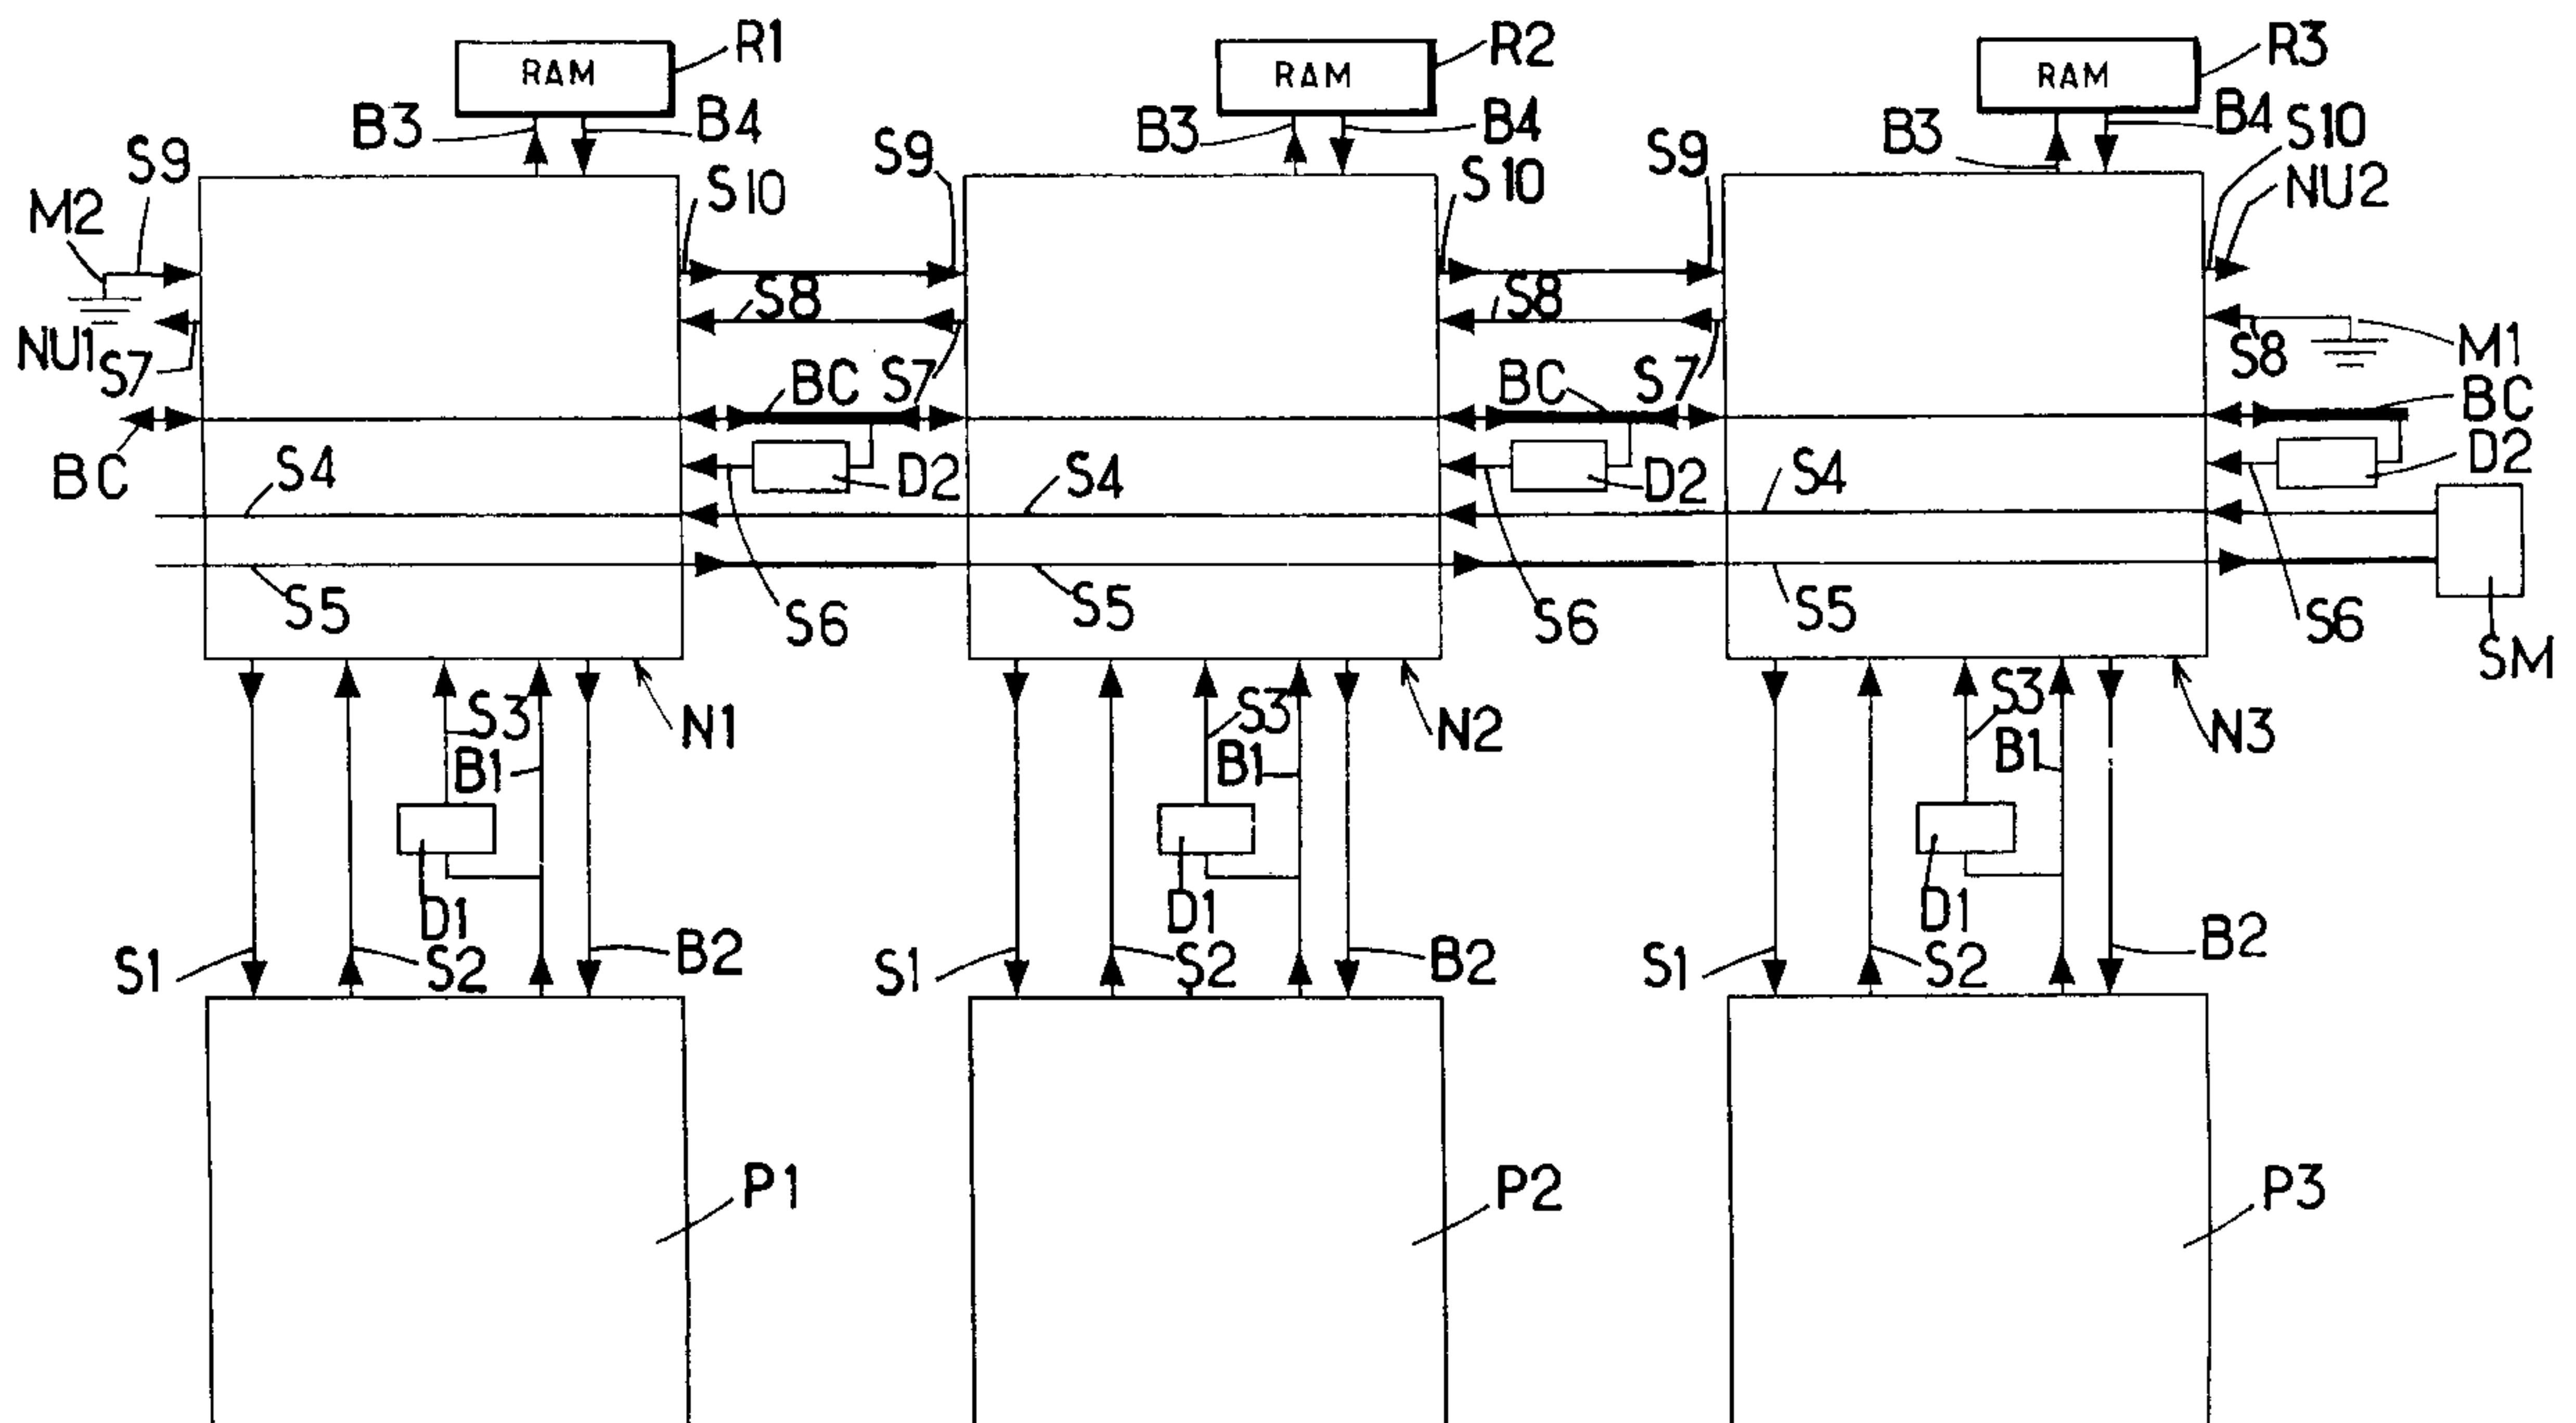 RAM R1 RAM R2 RAM R3
B3 B4 B3 B4 B3 B4 S10
S9 S10 S9 S10 S9 NU2
M2
S8 S8
NU1 S7 S7 S7 S8 M1
BC BC BC BC
S4 D2 S4 D2 S4 D2
S5 S6 S5 S6 S5 S6 SM
S3 N1 S3 N2 S3 N3
B1 B1 B1
D1 D1 D1
S1 S2 B2 S1 S2 B2 S1 S2 B2
P1 P2 P3